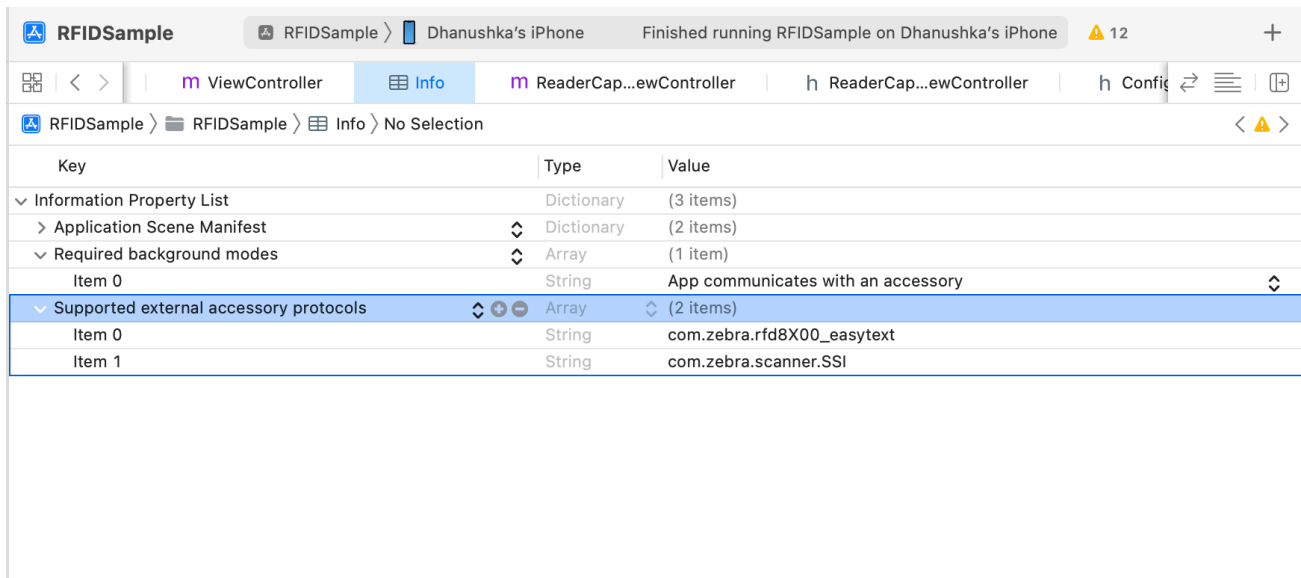 RFIDSample RFIDSample Dhanushka's iPhone Finished running RFIDSample on Dhanushka's iPhone 12
m ViewController Info m ReaderCap...ewController h ReaderCap...ewController h Config
RFIDSample RFIDSample Info No Selection
Key Type Value
Information Property List Dictionary (3 items)
Application Scene Manifest Dictionary (2 items)
Required background modes Array (1 item)
Item 0 String App communicates with an accessory
Supported external accessory protocols Array (2 items)
Item 0 String com.zebra.rfd8X00_easytext
Item 1 String com.zebra.scanner.SSI